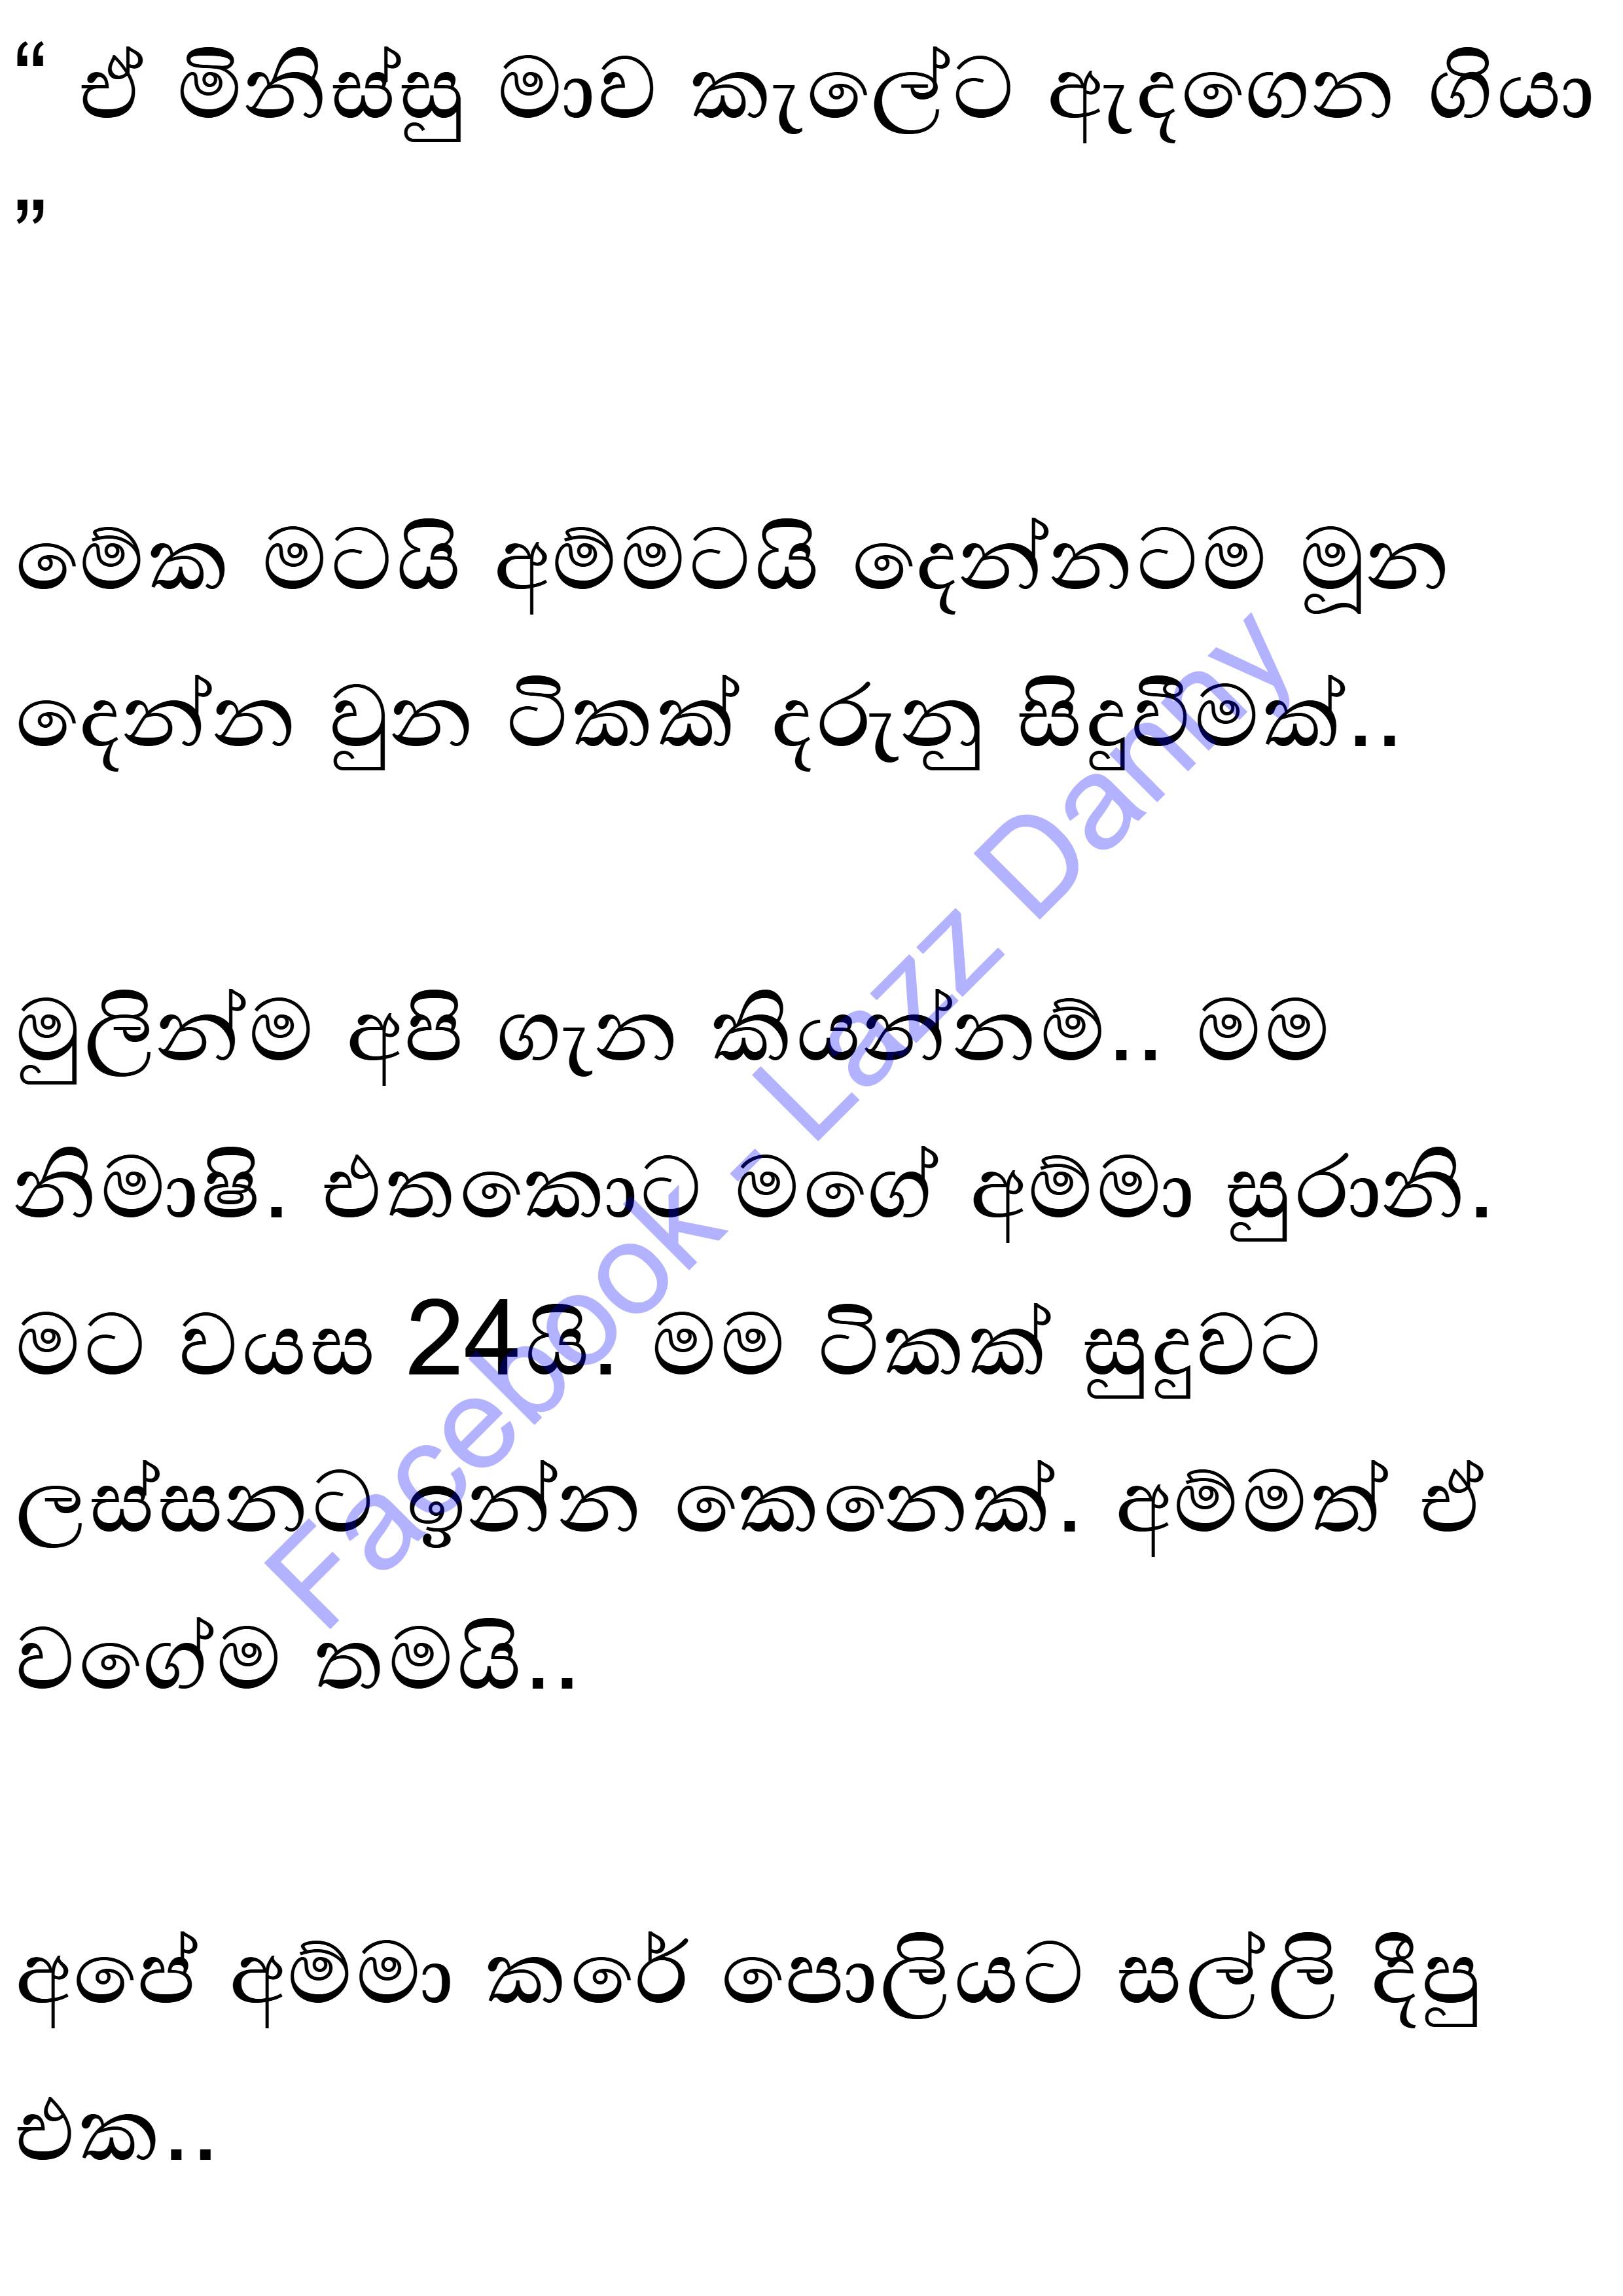 “ ඒ මිනිස්සු මාව කැලේට ඇදගෙන ගියා
”
මේක මටයි අම්මටයි දෙන්නටම මූන
දෙන්න වුන ටිකක් දරුනු සිදුවීමක්..
මුලින්ම අපි ගැන කියන්නම්.. මම
නිමාෂි. එතකොට මගේ අම්මා සුරානි.
මට වයස 24යි. මම ටිකක් සුදුවට
ලස්සනට ඉන්න කෙනෙක්. අම්මත් ඒ
වගේම තමයි..
අපේ අම්මා කරේ පොලියට සල්ලි දීපු
එක..
Facebook - Lazz Danny